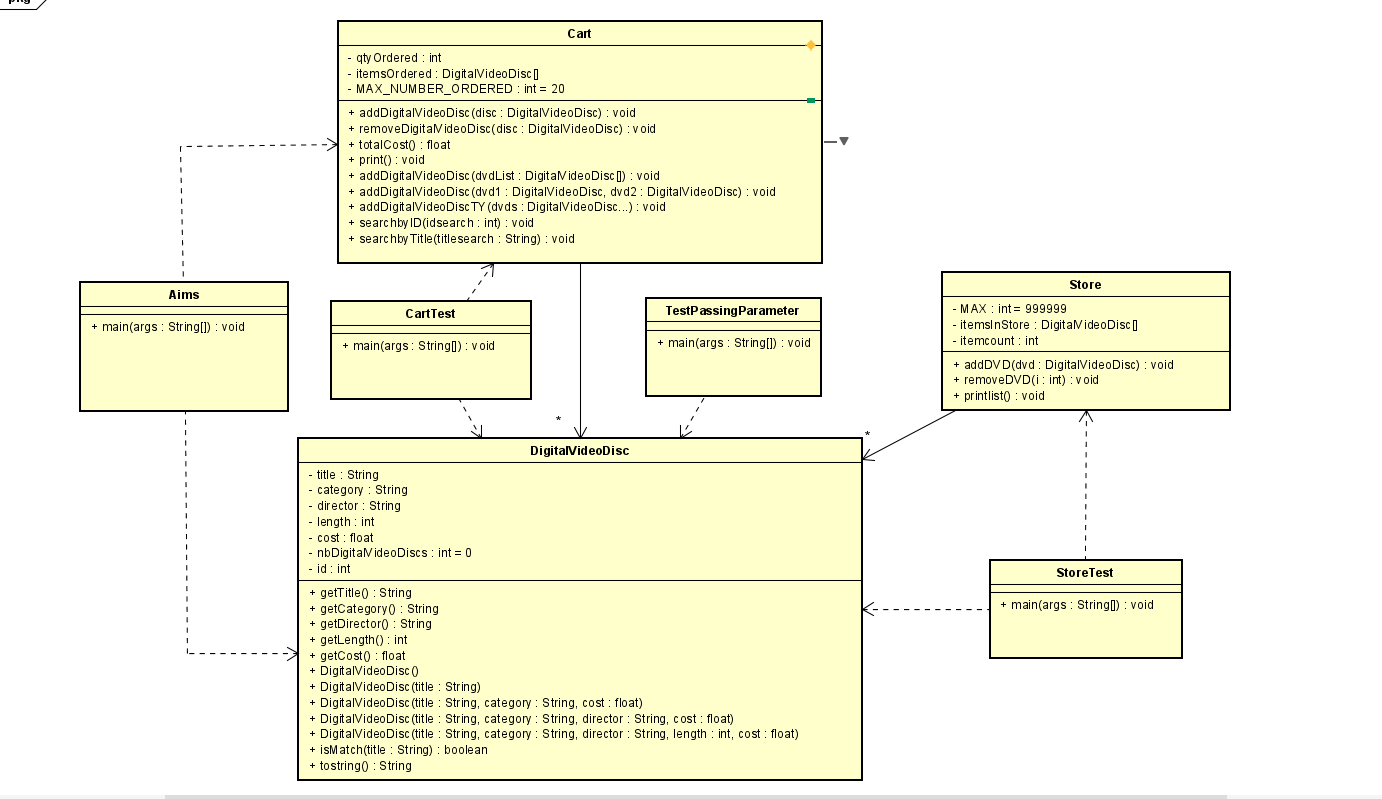 pkg
Cart
- qtyOrdered : int
- itemsOrdered : DigitalVideoDisc[]
- MAX_NUMBER_ORDERED : int = 20
+ addDigitalVideoDisc(disc : DigitalVideoDisc) : void
+ removeDigitalVideoDisc(disc : DigitalVideoDisc) : void
+ totalCost() : float
+ print() : void
+ addDigitalVideoDisc(dvdList : DigitalVideoDisc[]) : void
+ addDigitalVideoDisc(dvd1 : DigitalVideoDisc, dvd2 : DigitalVideoDisc) : void
+ addDigitalVideoDiscTY(dvds : DigitalVideoDisc...) : void
+ searchbyID(idsearch : int) : void
+ searchbyTitle(titlesearch : String) : void
Aims
+ main(args : String[]) : void
CartTest
+ main(args : String[]) : void
TestPassingParameter
+ main(args : String[]) : void
Store
- MAX : int = 999999
- itemsInStore : DigitalVideoDisc[]
- itemcount : int
+ addDVD(dvd : DigitalVideoDisc) : void
+ removeDVD(i : int) : void
+ printlist() : void
*
*
DigitalVideoDisc
- title : String
- category : String
- director : String
- length : int
- cost : float
- nbDigitalVideoDiscs : int = 0
- id : int
+ getTitle() : String
+ getCategory() : String
+ getDirector() : String
+ getLength() : int
+ getCost() : float
+ DigitalVideoDisc()
+ DigitalVideoDisc(title : String)
+ DigitalVideoDisc(title : String, category : String, cost : float)
+ DigitalVideoDisc(title : String, category : String, director : String, cost : float)
+ DigitalVideoDisc(title : String, category : String, director : String, length : int, cost : float)
+ isMatch(title : String) : boolean
+ tostring() : String
StoreTest
+ main(args : String[]) : void